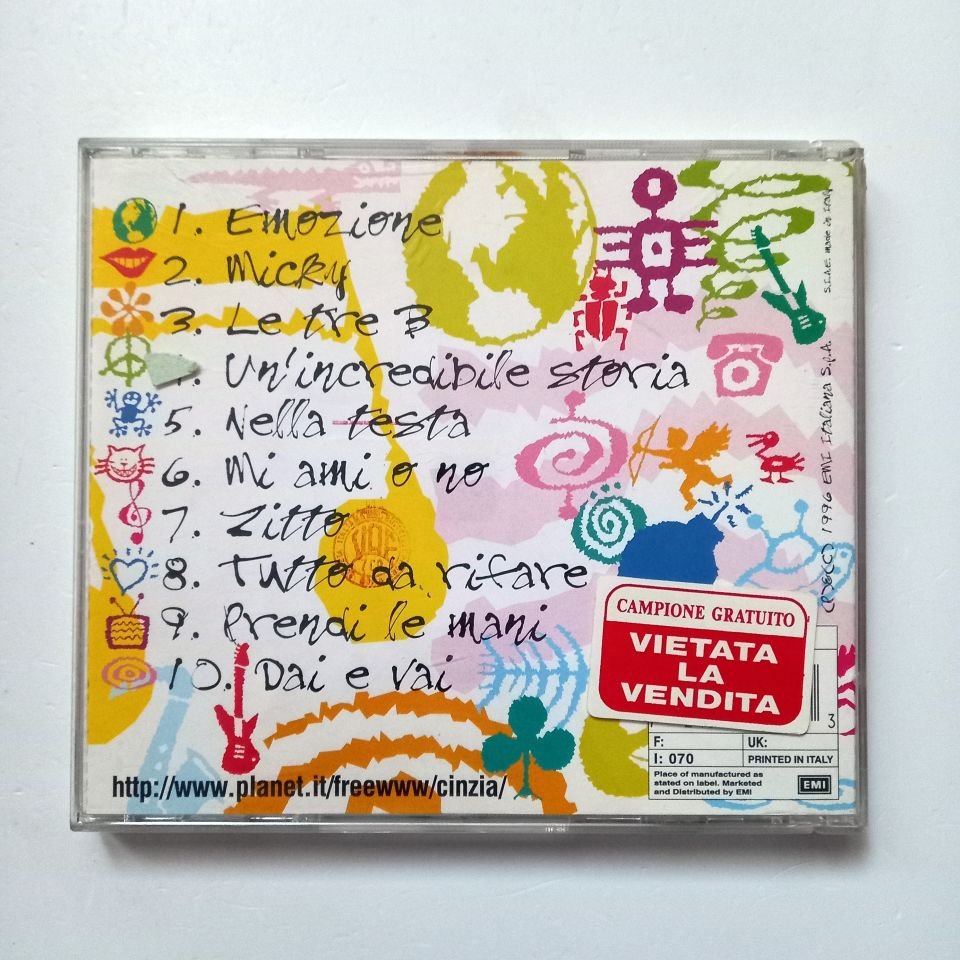 1. Emozione
2. Micky
3. Le tre B
Un'incredibile storia
5. Nella testa
6. Mi ami o no
7. Zitto
8. Tutto da rifare
9. Prendi le mani
10. Dai e vai
http://www.planet.it/freewww/cinzia/
CAMPIONE GRATUITO
VIETATA
LA
VENDITA
3
F:
UK:
I: 070
PRINTED IN ITALY
Place of manufactured as
stated on label. Marketed
and Distributed by EMI
EMI
1996 EMI Italiana S.p.A.
S.I.A.E. made in Italy